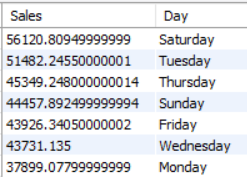 Sales Day
56120.80949999999 Saturday
51482.24550000001 Tuesday
45349.248000000014 Thursday
44457.892499999994 Sunday
43926.34050000002 Friday
43731.135 Wednesday
37899.07799999999 Monday